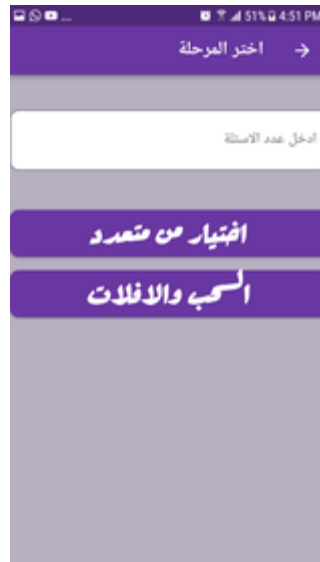 51% 4:51 PM
اختر المرحلة
ادخل عدد الاسئلة
اختيار من متعدد
السحب والافلات